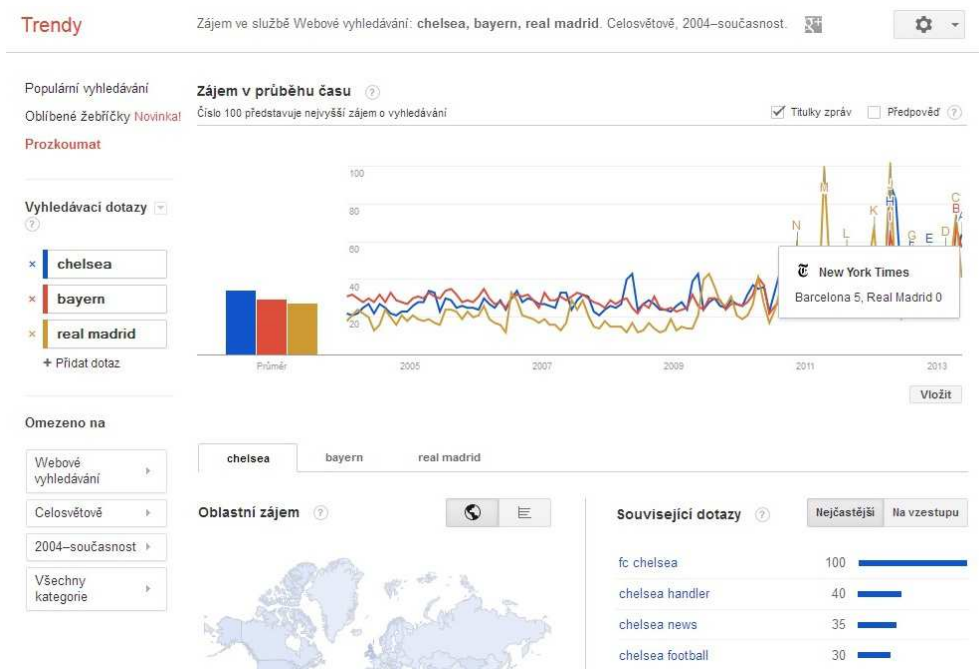 Trendy
Zájem ve službě Webové vyhledávání: chelsea, bayern, real madrid. Celosvětově, 2004–současnost.
Populární vyhledávání
Oblíbené žebříčky Novinka!
Prozkoumat
Vyhledávací dotazy
?
× chelsea
× bayern
× real madrid
+ Přidat dotaz
Omezeno na
Webové
vyhledávání
Celosvětově
2004–současnost
Všechny
kategorie
Zájem v průběhu času ?
Číslo 100 představuje nejvyšší zájem o vyhledávání
Titulky zpráv
Předpověď ?
100
80
60
40
20
N
M
L
K
H
G
F
E
D
C
B
A
New York Times
Barcelona 5, Real Madrid 0
Průměr
2005
2007
2009
2011
2013
Vložit
chelsea
bayern
real madrid
Oblastní zájem ?
Související dotazy ?
Nejčastější
Na vzestupu
fc chelsea 100
chelsea handler 40
chelsea news 35
chelsea football 30